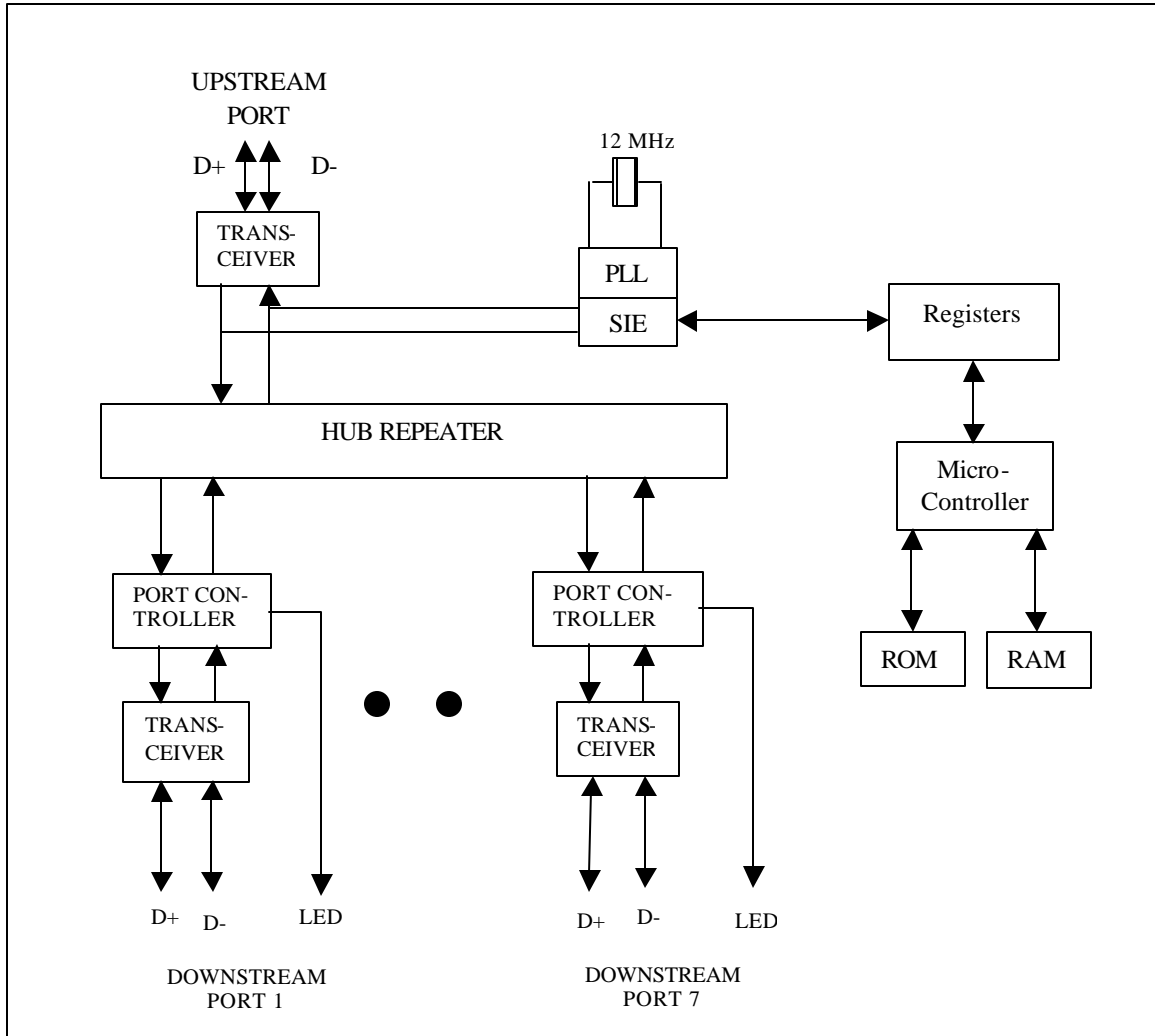 UPSTREAM
PORT
D+ D-
12 MHz
TRANS-
CEIVER
PLL
SIE
Registers
HUB REPEATER
Micro-
Controller
PORT CON-
TROLLER
PORT CON-
TROLLER
ROM
RAM
TRANS-
CEIVER
TRANS-
CEIVER
D+ D- LED
D+ D- LED
DOWNSTREAM
PORT 1
DOWNSTREAM
PORT 7